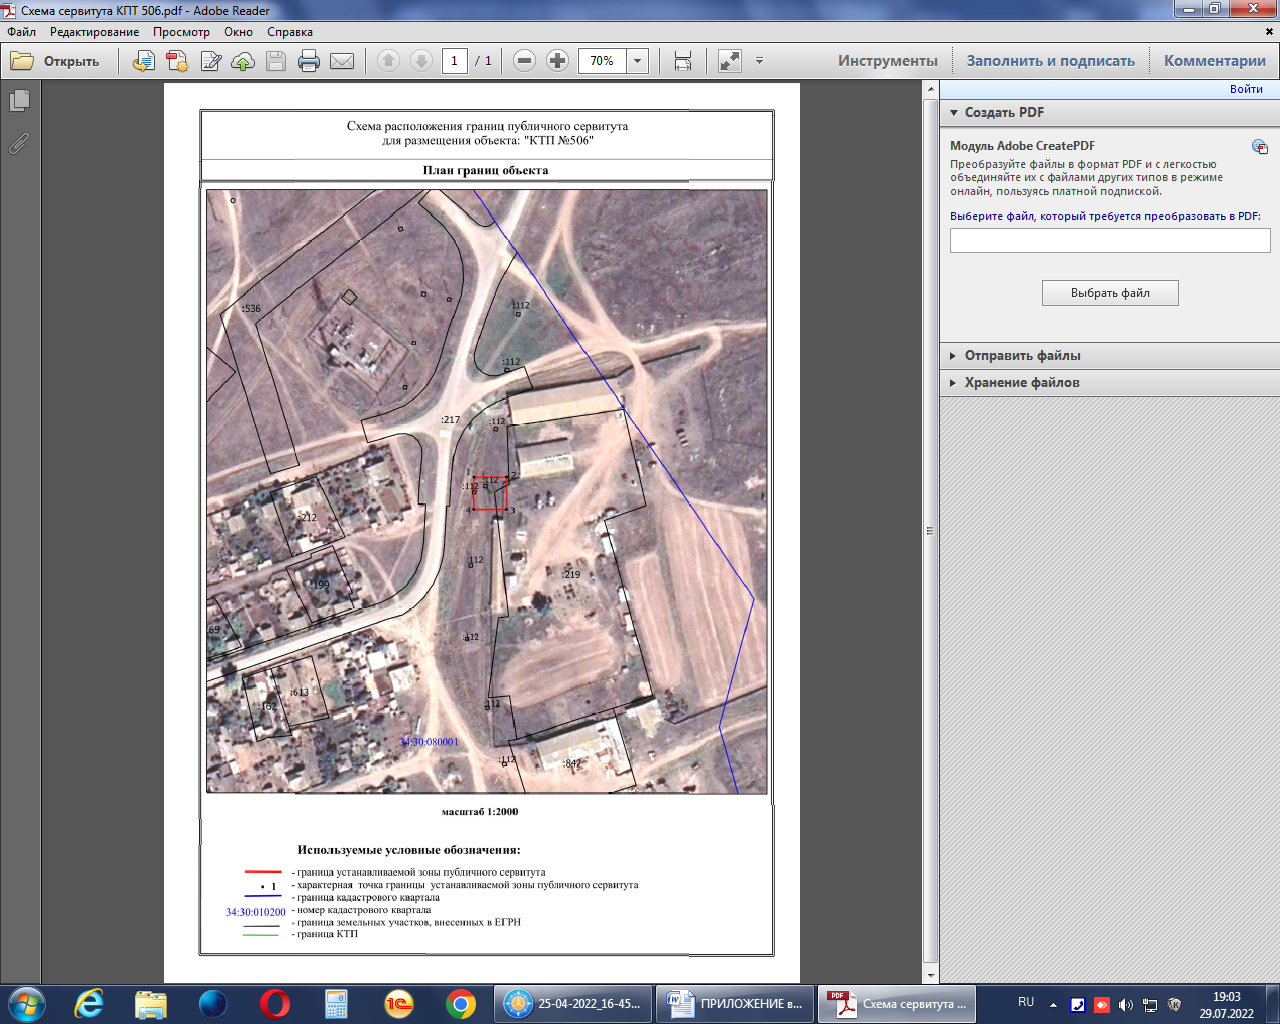 Схема сервитута КПТ 506.pdf - Adobe Reader
Файл Редактирование Просмотр Окно Справка
Открыть 1 / 1 70% Инструменты Заполнить и подписать Комментарии
Войти
Создать PDF
Модуль Adobe CreatePDF
Преобразуйте файлы в формат PDF и с легкостью
объединяйте их с файлами других типов в режиме
онлайн, пользуясь платной подпиской.
Выберите файл, который требуется преобразовать в PDF:
Выбрать файл
Отправить файлы
Хранение файлов
Схема расположения границ публичного сервитута
для размещения объекта: "КТП №506"
План границ объекта
:536
:112
:112
:217
:112
1 2
:112 :112
4 3
:212
:112
:219
:199
65
:112
:613
:162
:112
34:30:080001
:112
:842
масштаб 1:2000
Используемые условные обозначения:
- граница устанавливаемой зоны публичного сервитута
• 1 - характерная точка границы устанавливаемой зоны публичного сервитута
- граница кадастрового квартала
34:30:010200 - номер кадастрового квартала
- граница земельных участков, внесенных в ЕГРН
- граница КТП
25-04-2022_16-45... ПРИЛОЖЕНИЕ в... Схема сервитута ... RU 19:03
29.07.2022